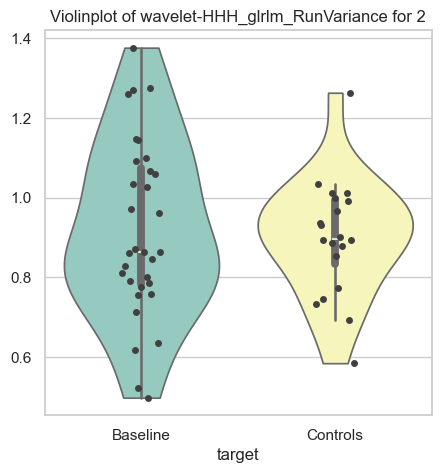 Violinplot of wavelet-HHH_glrlm_RunVariance for 2
1.4
1.2
1.0
0.8
0.6
Baseline
Controls
target